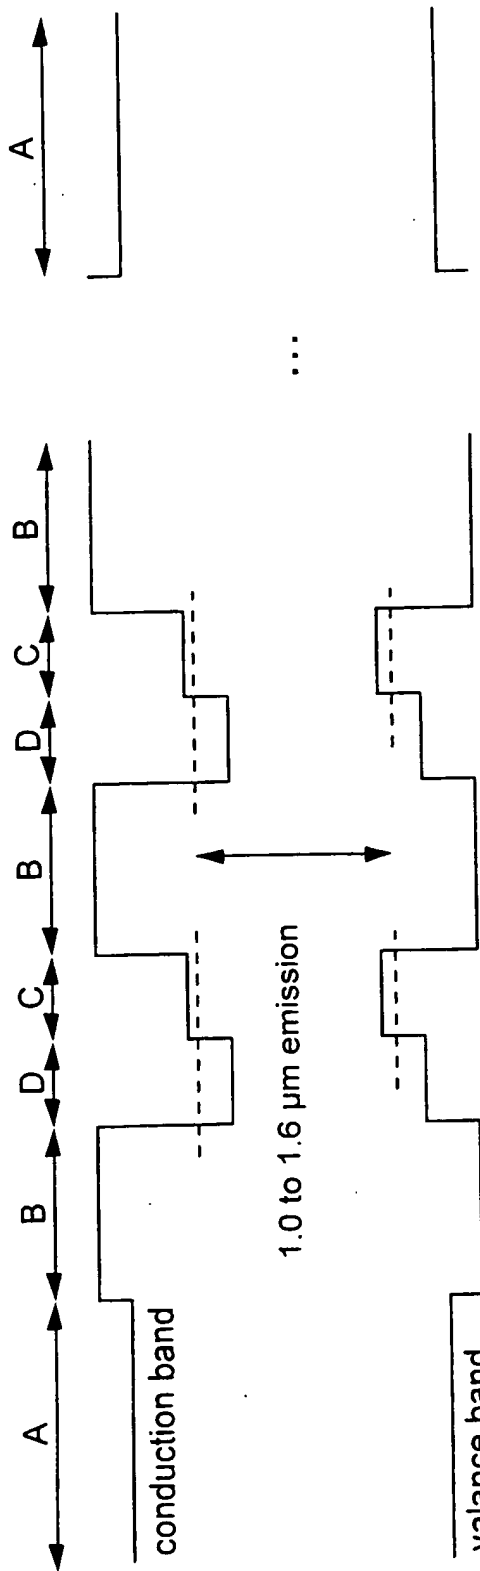 A B D C B D C B A
conduction band
1.0 to 1.6 µm emission
...
valance band